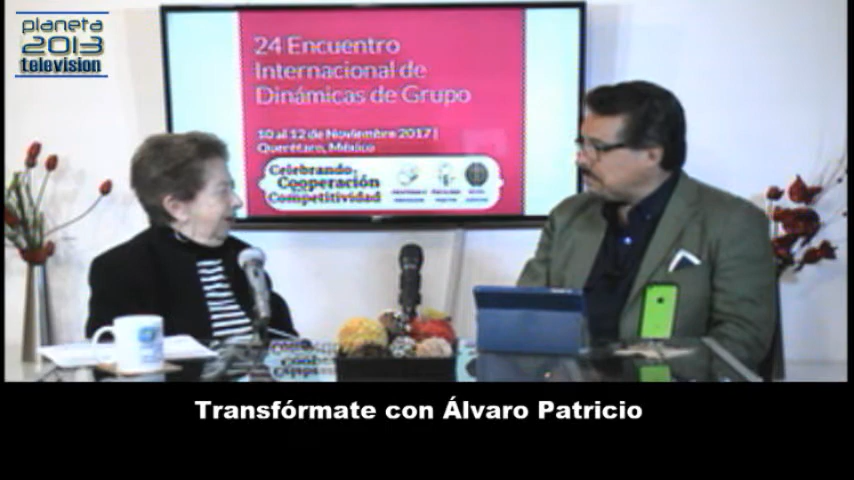 planeta
2013
television
24 Encuentro
Internacional de
Dinámicas de Grupo
10 al 12 de Noviembre 2017 |
Querétaro, México
Celebrando
Cooperación
Competitividad
Transfórmate con Álvaro Patricio